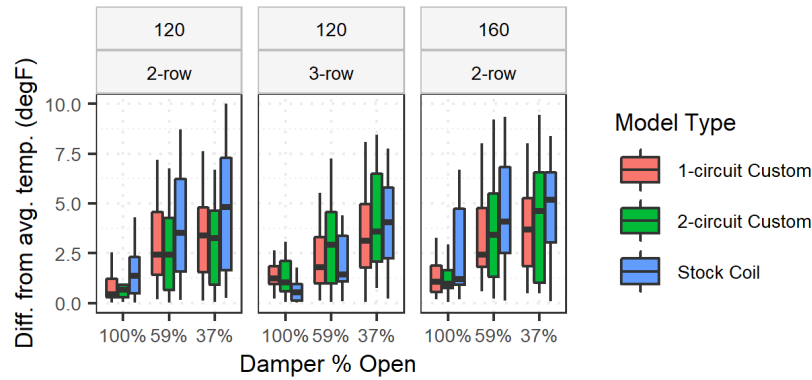 120 120 160
2-row 3-row 2-row
Diff. from avg. temp. (degF)
10.0
7.5
5.0
2.5
0.0
100% 59% 37% 100% 59% 37% 100% 59% 37%
Damper % Open
Model Type
1-circuit Custom
2-circuit Custom
Stock Coil